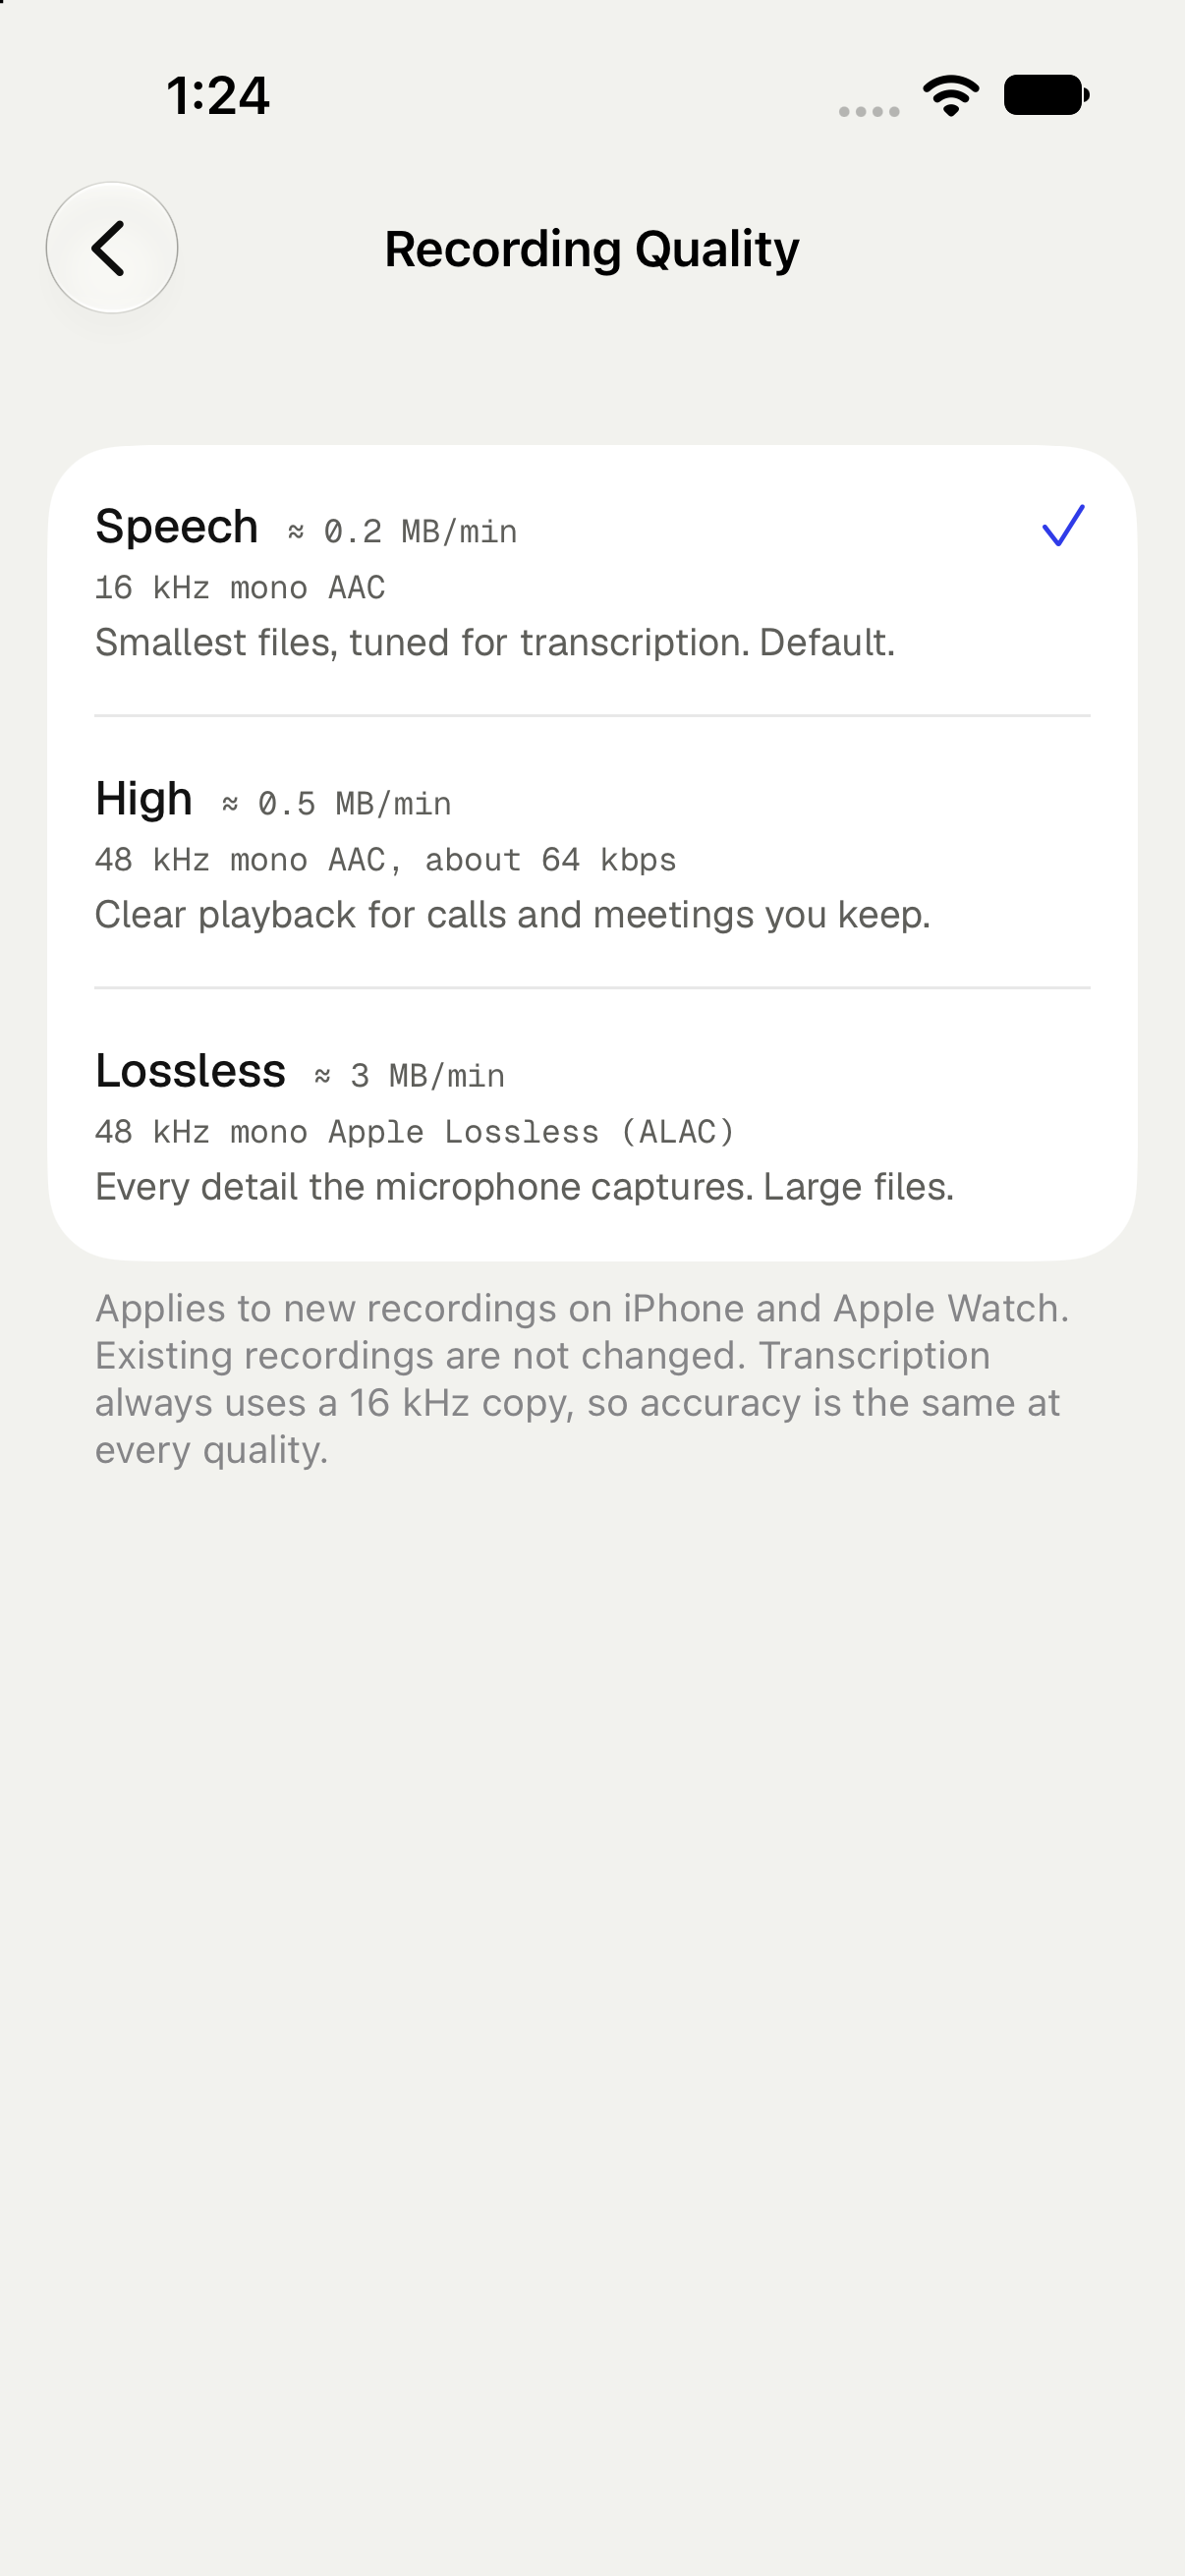 1:24
Recording Quality
Speech ≈ 0.2 MB/min
16 kHz mono AAC
Smallest files, tuned for transcription. Default.
High ≈ 0.5 MB/min
48 kHz mono AAC, about 64 kbps
Clear playback for calls and meetings you keep.
Lossless ≈ 3 MB/min
48 kHz mono Apple Lossless (ALAC)
Every detail the microphone captures. Large files.
Applies to new recordings on iPhone and Apple Watch.
Existing recordings are not changed. Transcription
always uses a 16 kHz copy, so accuracy is the same at
every quality.